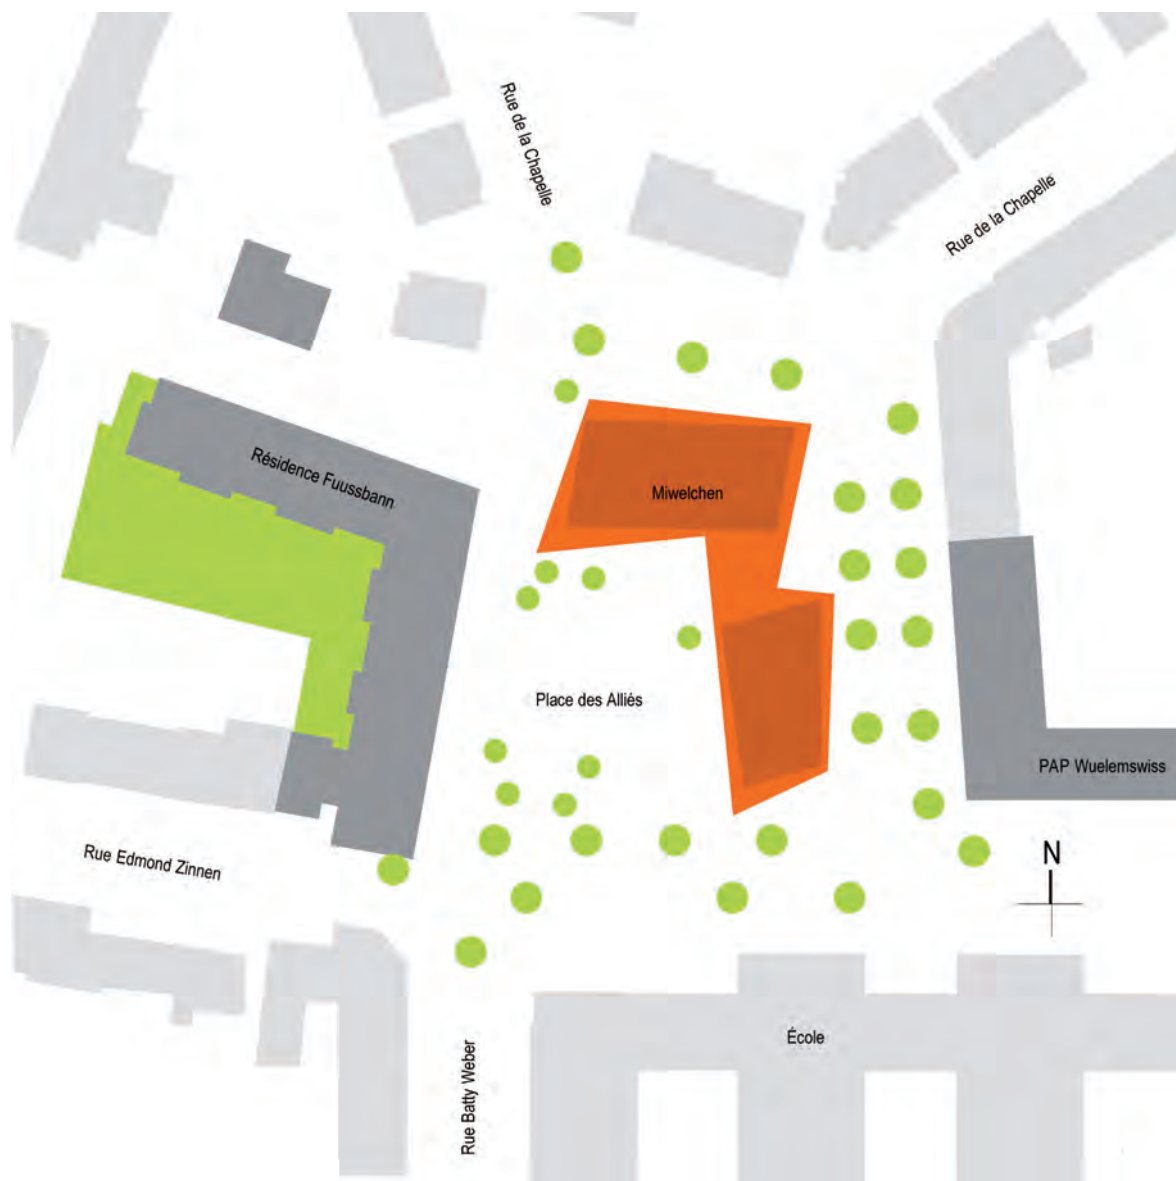 Rue de la Chapelle
Rue de la Chapelle
Résidence Fuussbann
Miwelchen
Place des Alliés
PAP Wuelemswiss
Rue Edmond Zinnen
N
École
Rue Batty Weber